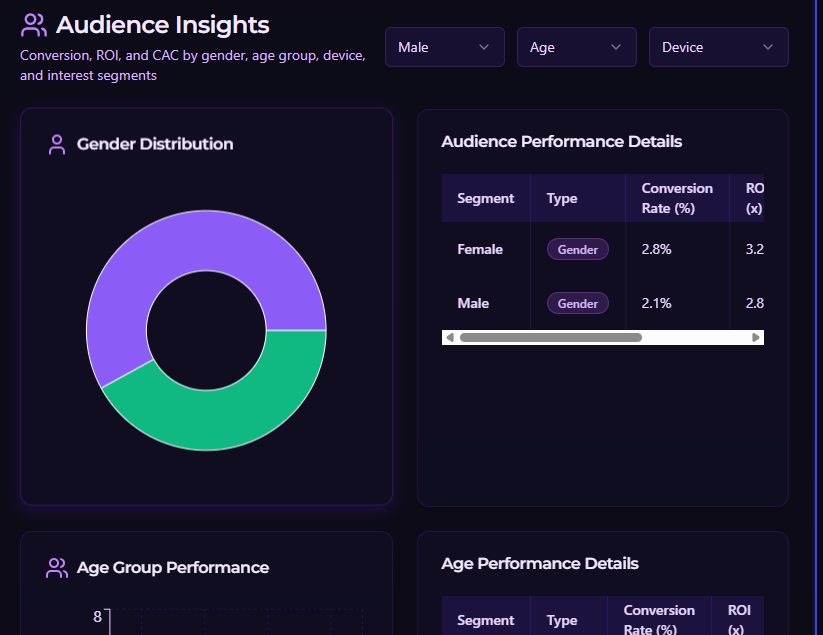 Audience Insights
Conversion, ROI, and CAC by gender, age group, device,
and interest segments
Male
Age
Device
Gender Distribution
Audience Performance Details
Segment Type Conversion Rate (%) RO (x)
Female Gender 2.8% 3.2
Male Gender 2.1% 2.8
Age Group Performance
8
Age Performance Details
Segment Type Conversion Rate (%) ROI (x)